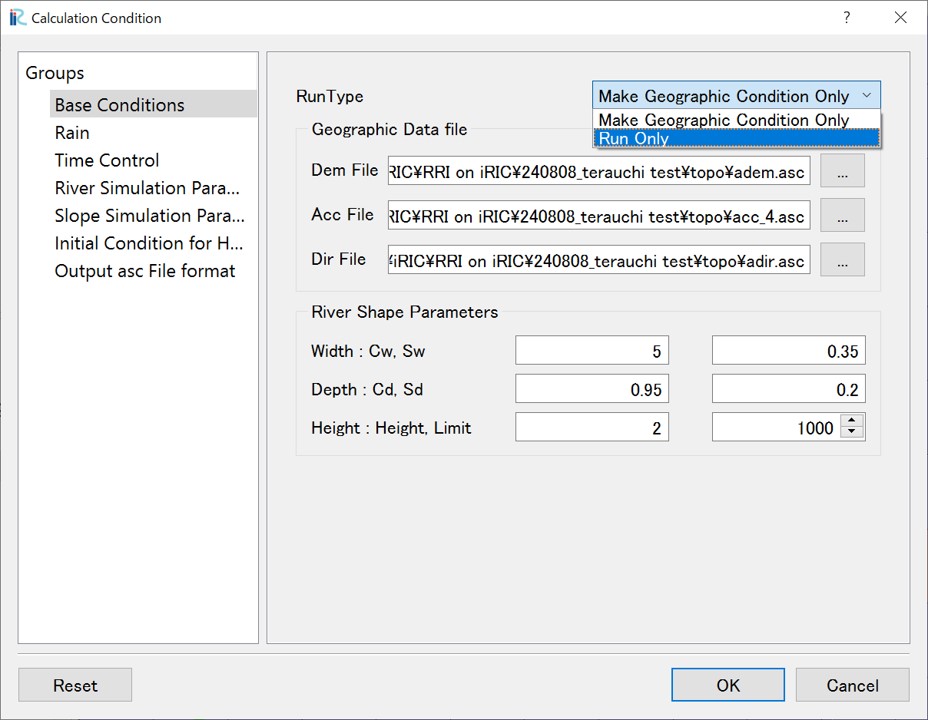 Calculation Condition
Groups
Base Conditions
Rain
Time Control
River Simulation Para...
Slope Simulation Para...
Initial Condition for H...
Output asc File format
RunType
Make Geographic Condition Only
Make Geographic Condition Only
Run Only
Geographic Data file
Dem File
RIC¥RRI on iRIC¥240808_terauchi test¥topo¥adem.asc
...
Acc File
RIC¥RRI on iRIC¥240808_terauchi test¥topo¥acc_4.asc
...
Dir File
¥iRIC¥RRI on iRIC¥240808_terauchi test¥topo¥adir.asc
...
River Shape Parameters
Width : Cw, Sw
5
0.35
Depth : Cd, Sd
0.95
0.2
Height : Height, Limit
2
1000
Reset
OK
Cancel